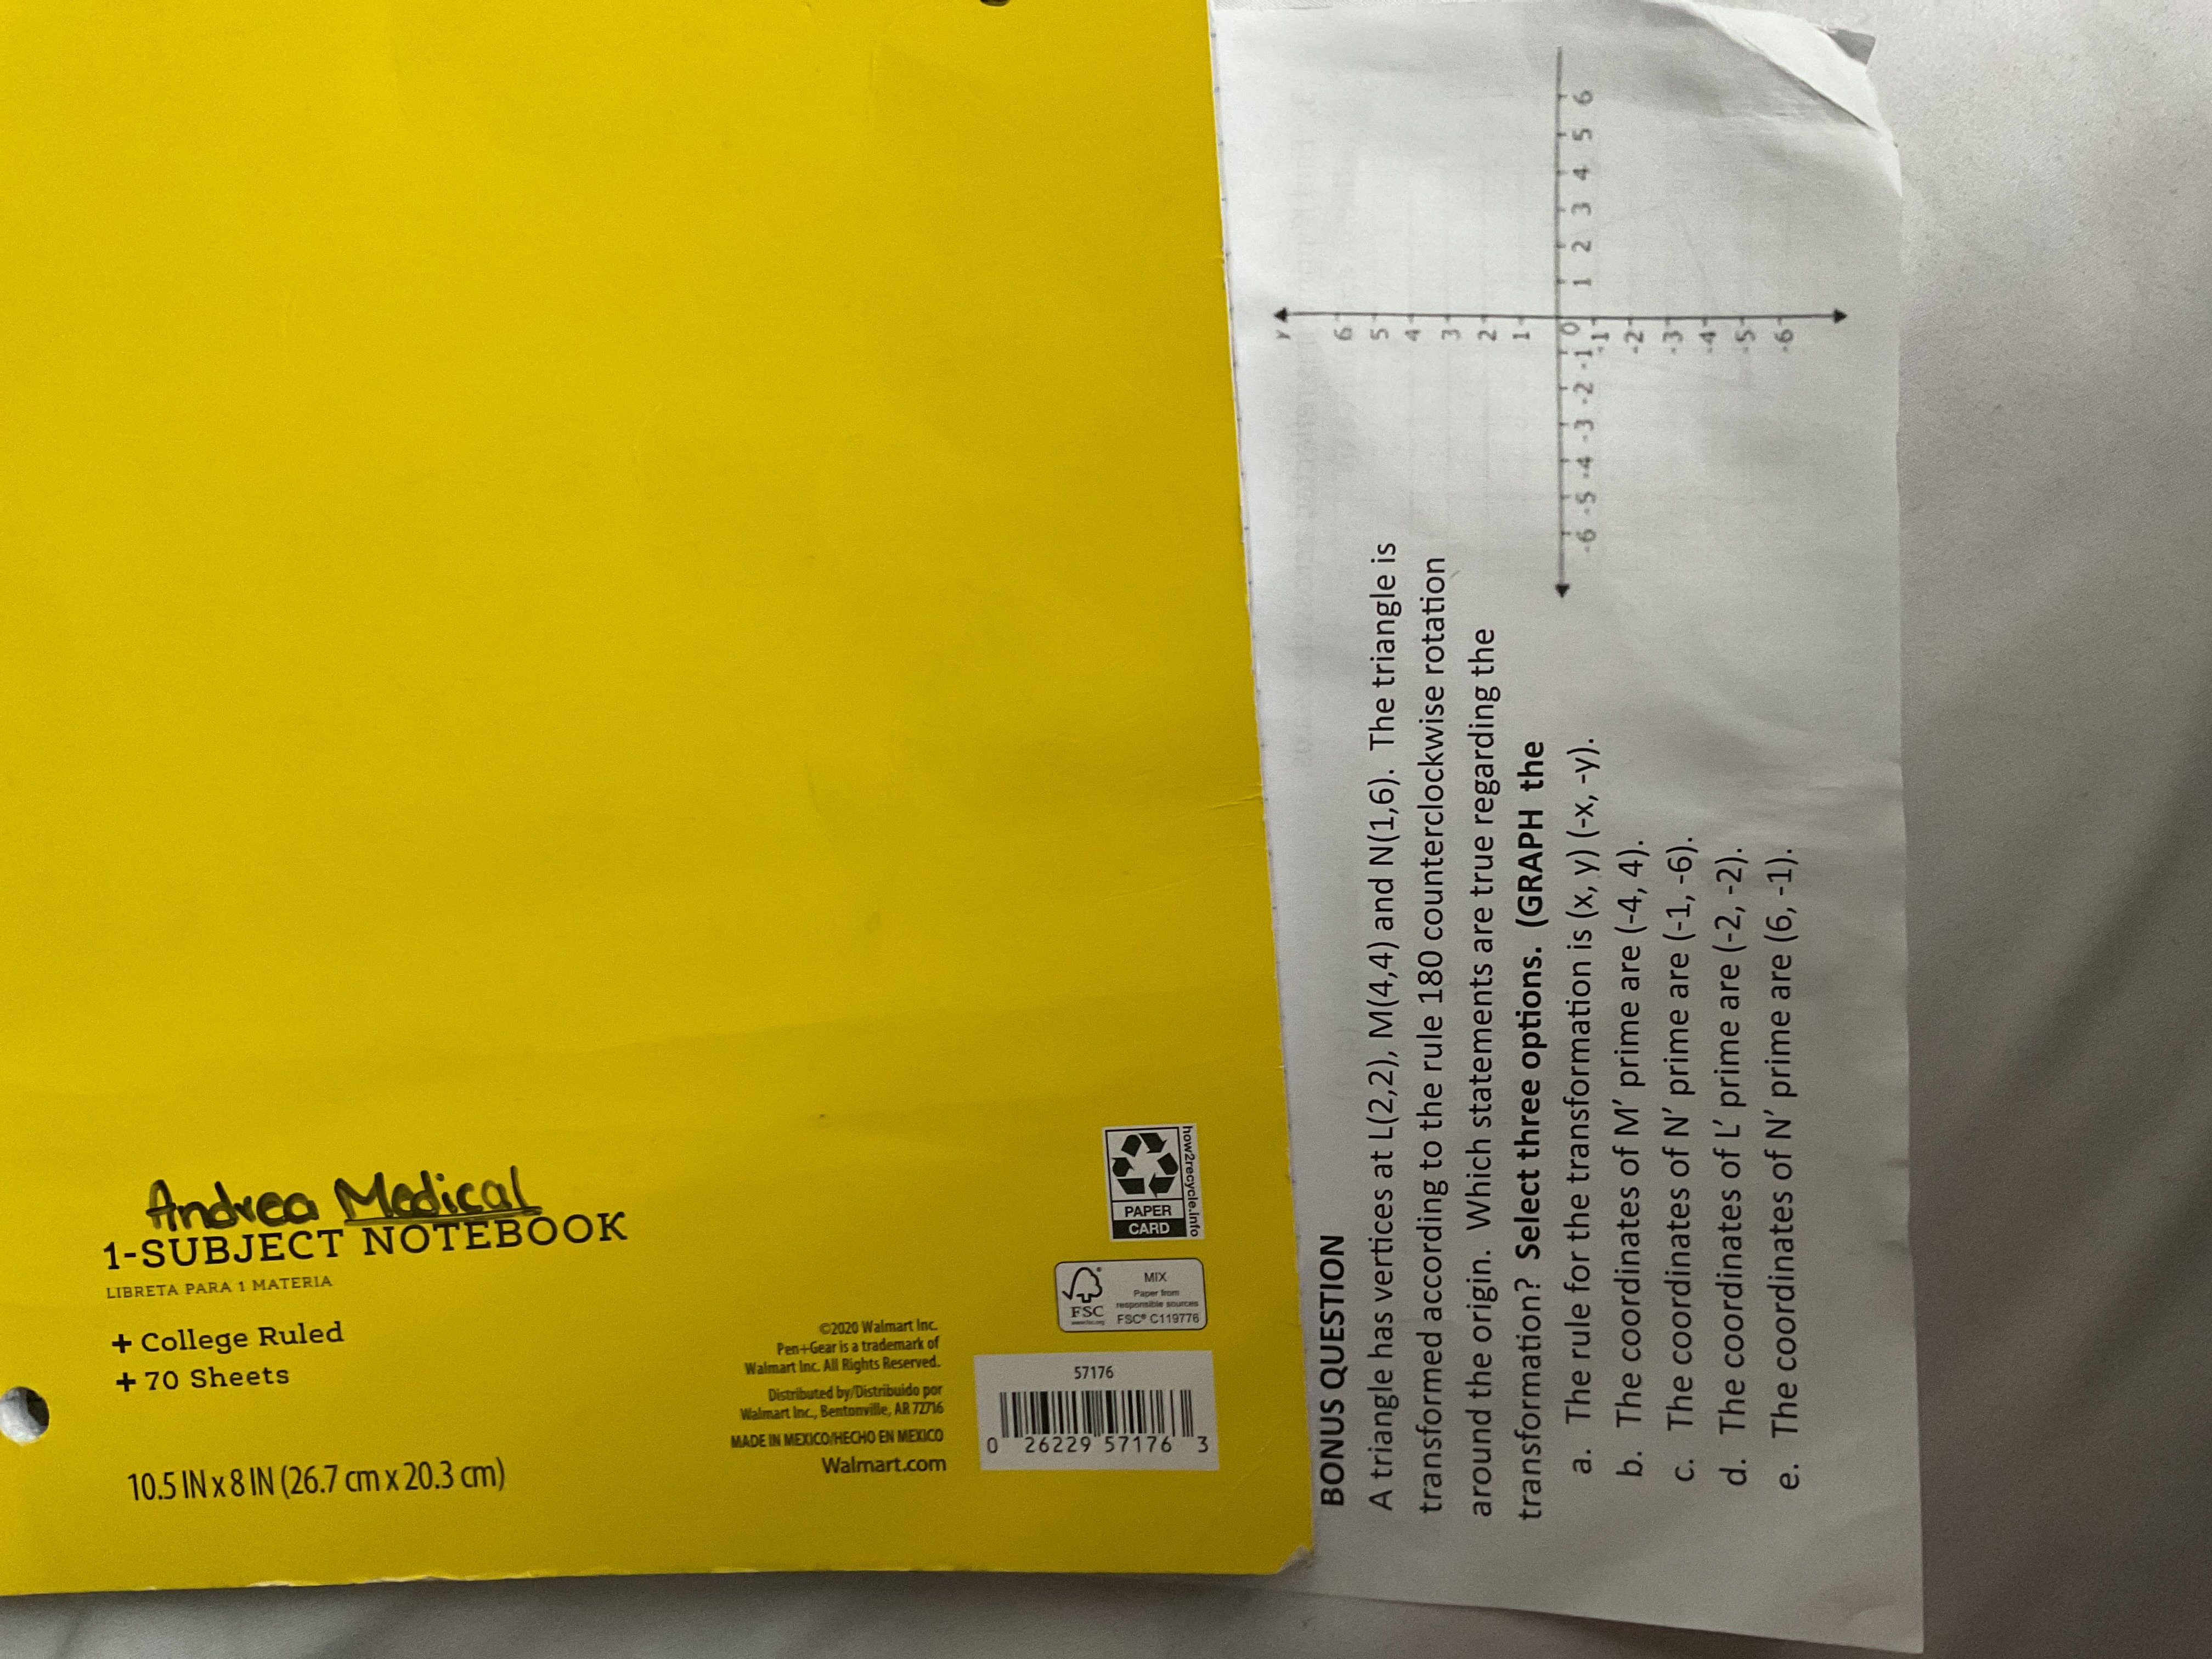 Andrea Medical
1-SUBJECT NOTEBOOK
LIBRETA PARA 1 MATERIA
+ College Ruled
+ 70 Sheets
10.5 IN x 8 IN (26.7 cm x 20.3 cm)
©2020 Walmart Inc.
Pen+Gear is a trademark of
Walmart Inc. All Rights Reserved.
Distributed by/Distribuido por
Walmart Inc., Bentonville, AR 72716
MADE IN MEXICO/HECHO EN MEXICO
Walmart.com
PAPER
CARD
how2recycle.info
FSC
www.fsc.org
MIX
Paper from
responsible sources
FSC® C119776
57176
0 26229 57176 3
BONUS QUESTION
A triangle has vertices at L(2,2), M(4,4) and N(1,6). The triangle is
transformed according to the rule 180 counterclockwise rotation
around the origin. Which statements are true regarding the
transformation? Select three options. (GRAPH the
a. The rule for the transformation is (x, y) (-x, -y).
b. The coordinates of M' prime are (-4, 4).
c. The coordinates of N' prime are (-1, -6).
d. The coordinates of L' prime are (-2, -2).
e. The coordinates of N' prime are (6, -1).
y
6
5
4
3
2
1
0
-6 -5 -4 -3 -2 -1 1 2 3 4 5 6
-1
-2
-3
-4
-5
-6